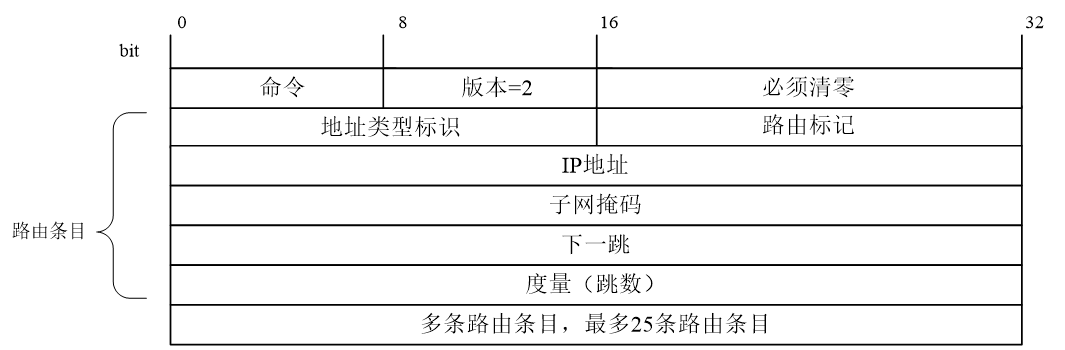 0 8 16 32
bit
命令 版本=2 必须清零
地址类型标识 路由标记
IP地址
子网掩码
路由条目
下一跳
度量（跳数）
多条路由条目，最多25条路由条目